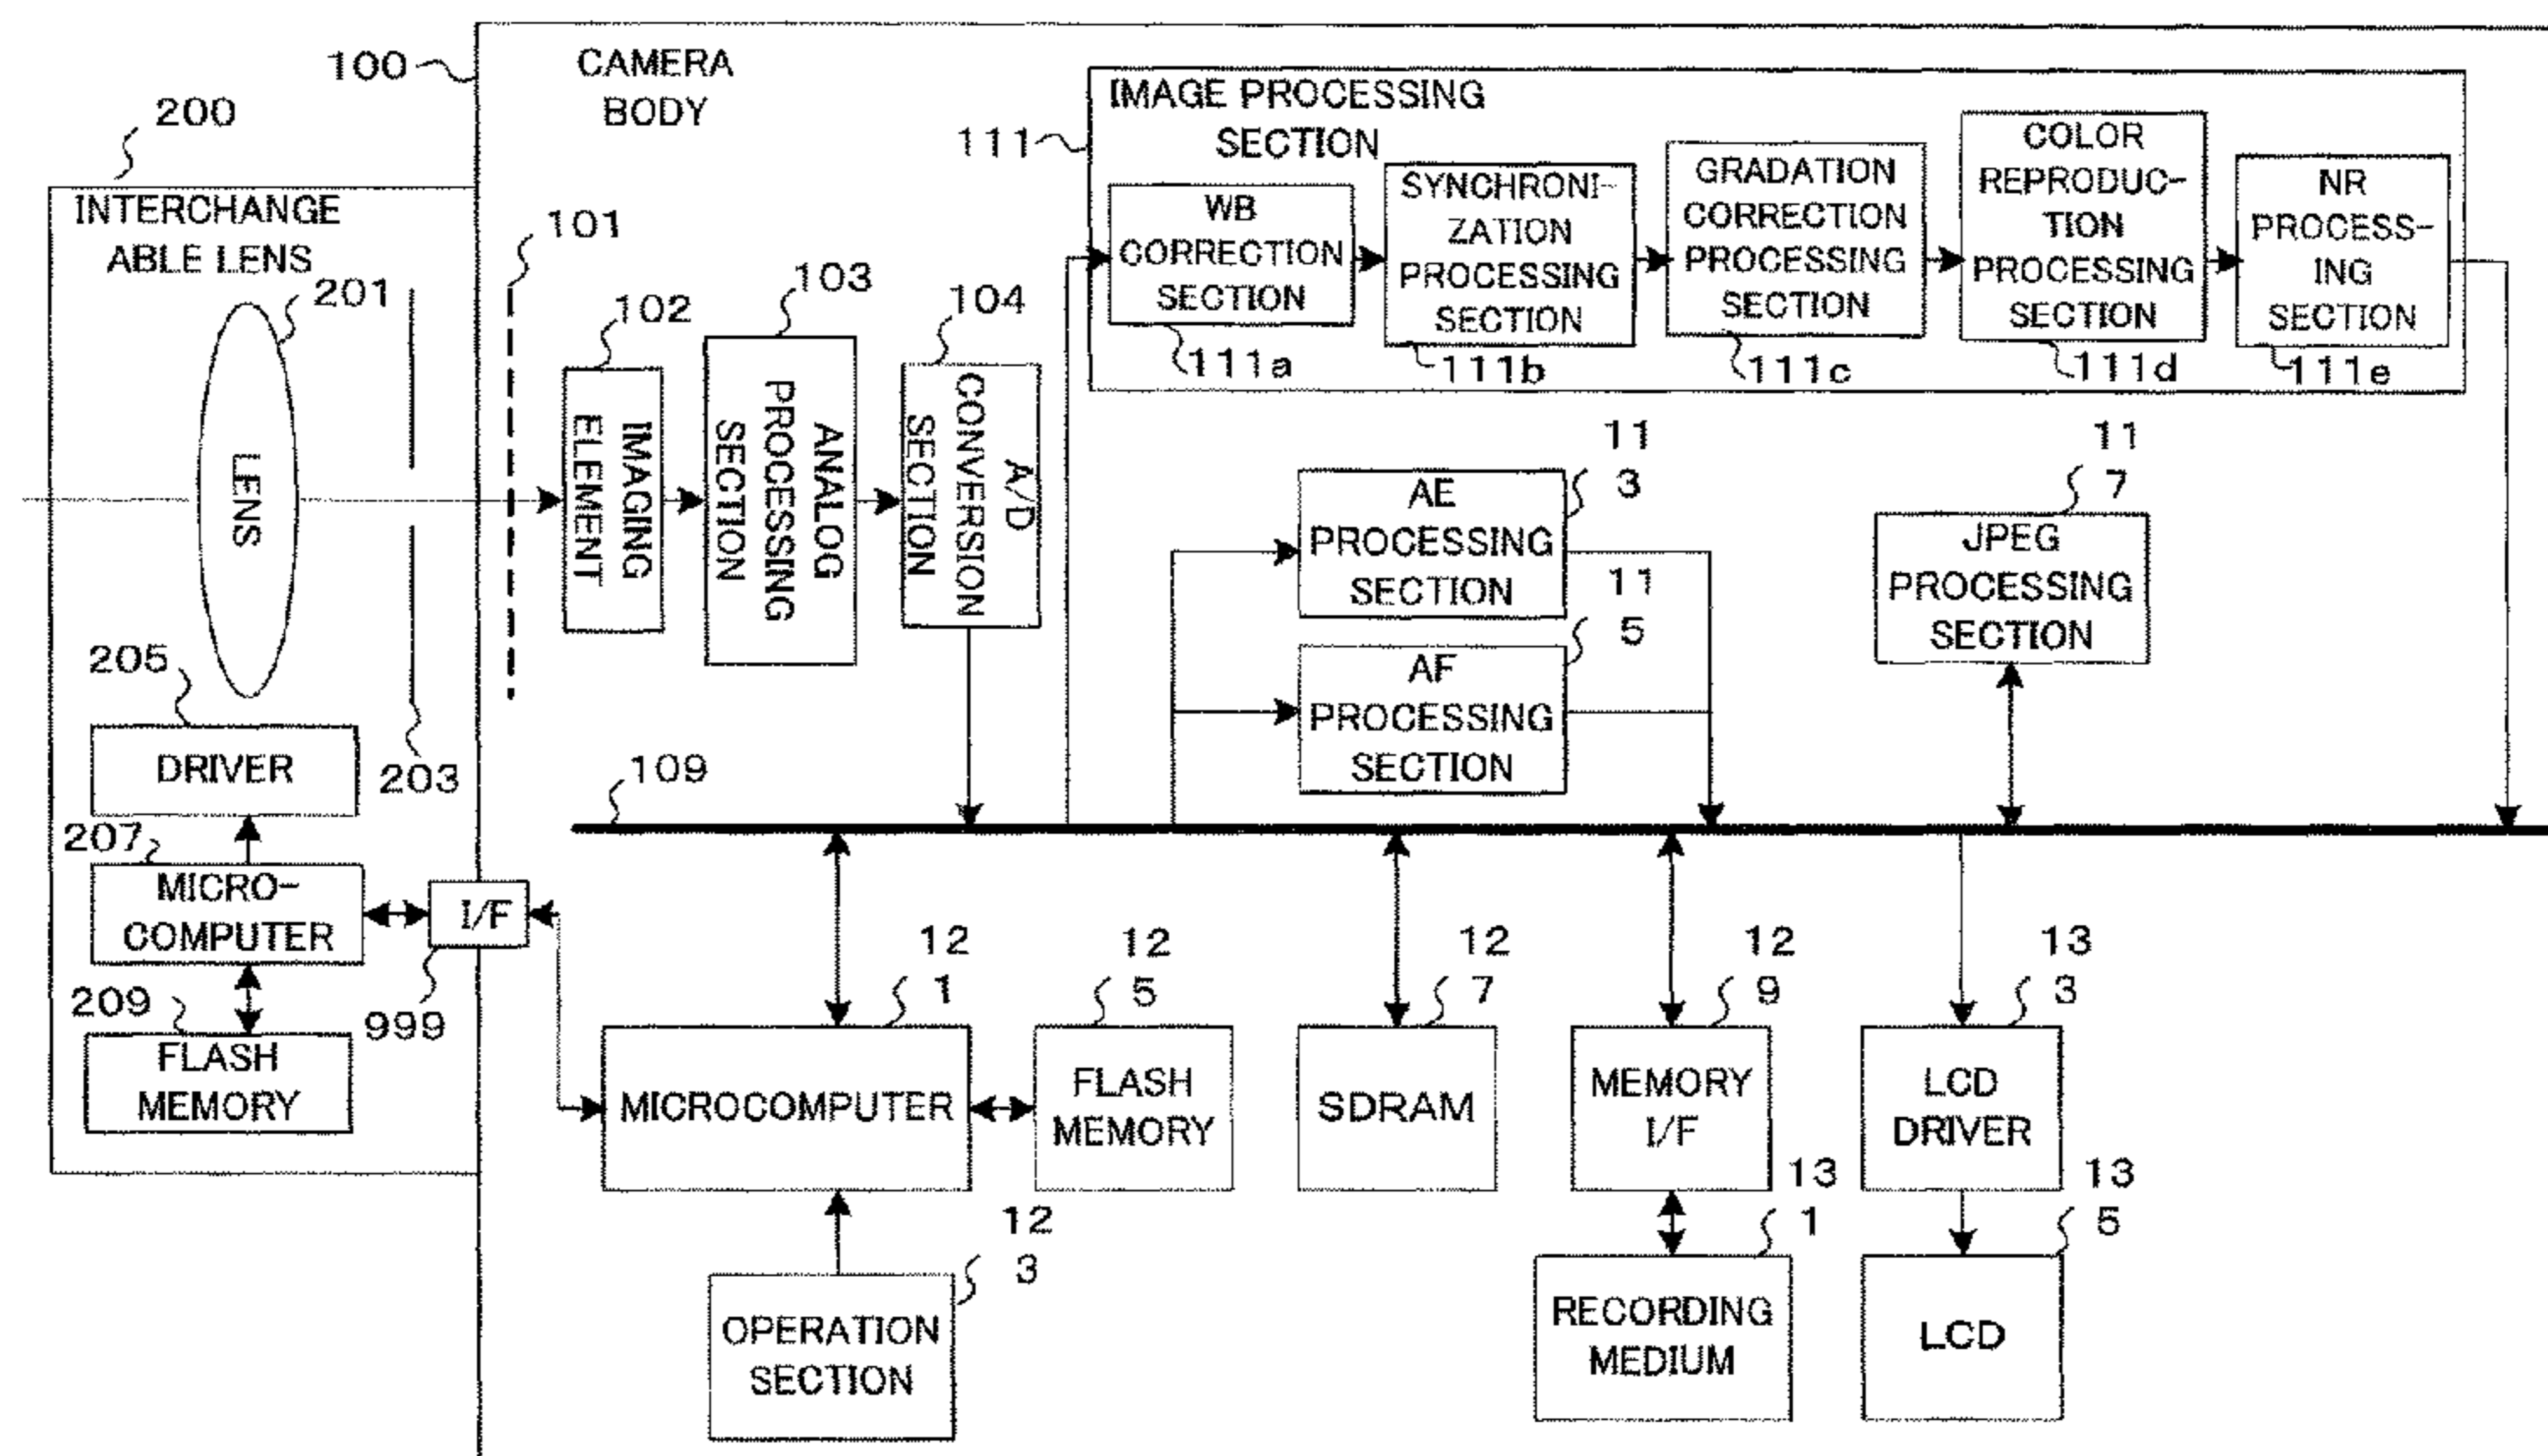 100
CAMERA
BODY
200
INTERCHANGE
ABLE LENS
201
LENS
205
DRIVER
203
207
MICRO-
COMPUTER
I/F
999
209
FLASH
MEMORY
101
102
IMAGING
ELEMENT
103
ANALOG
PROCESSING
SECTION
104
A/D
CONVERSION
SECTION
111
IMAGE PROCESSING
SECTION
WB
CORRECTION
SECTION
111a
SYNCHRONI-
ZATION
PROCESSING
SECTION
111b
GRADATION
CORRECTION
PROCESSING
SECTION
111c
COLOR
REPRODUC-
TION
PROCESSING
SECTION
111d
NR
PROCESS-
ING
SECTION
111e
11
3
AE
PROCESSING
SECTION
11
5
AF
PROCESSING
SECTION
11
7
JPEG
PROCESSING
SECTION
109
12
1
MICROCOMPUTER
12
5
FLASH
MEMORY
12
7
SDRAM
12
9
MEMORY
I/F
13
3
LCD
DRIVER
12
3
OPERATION
SECTION
13
1
RECORDING
MEDIUM
13
5
LCD